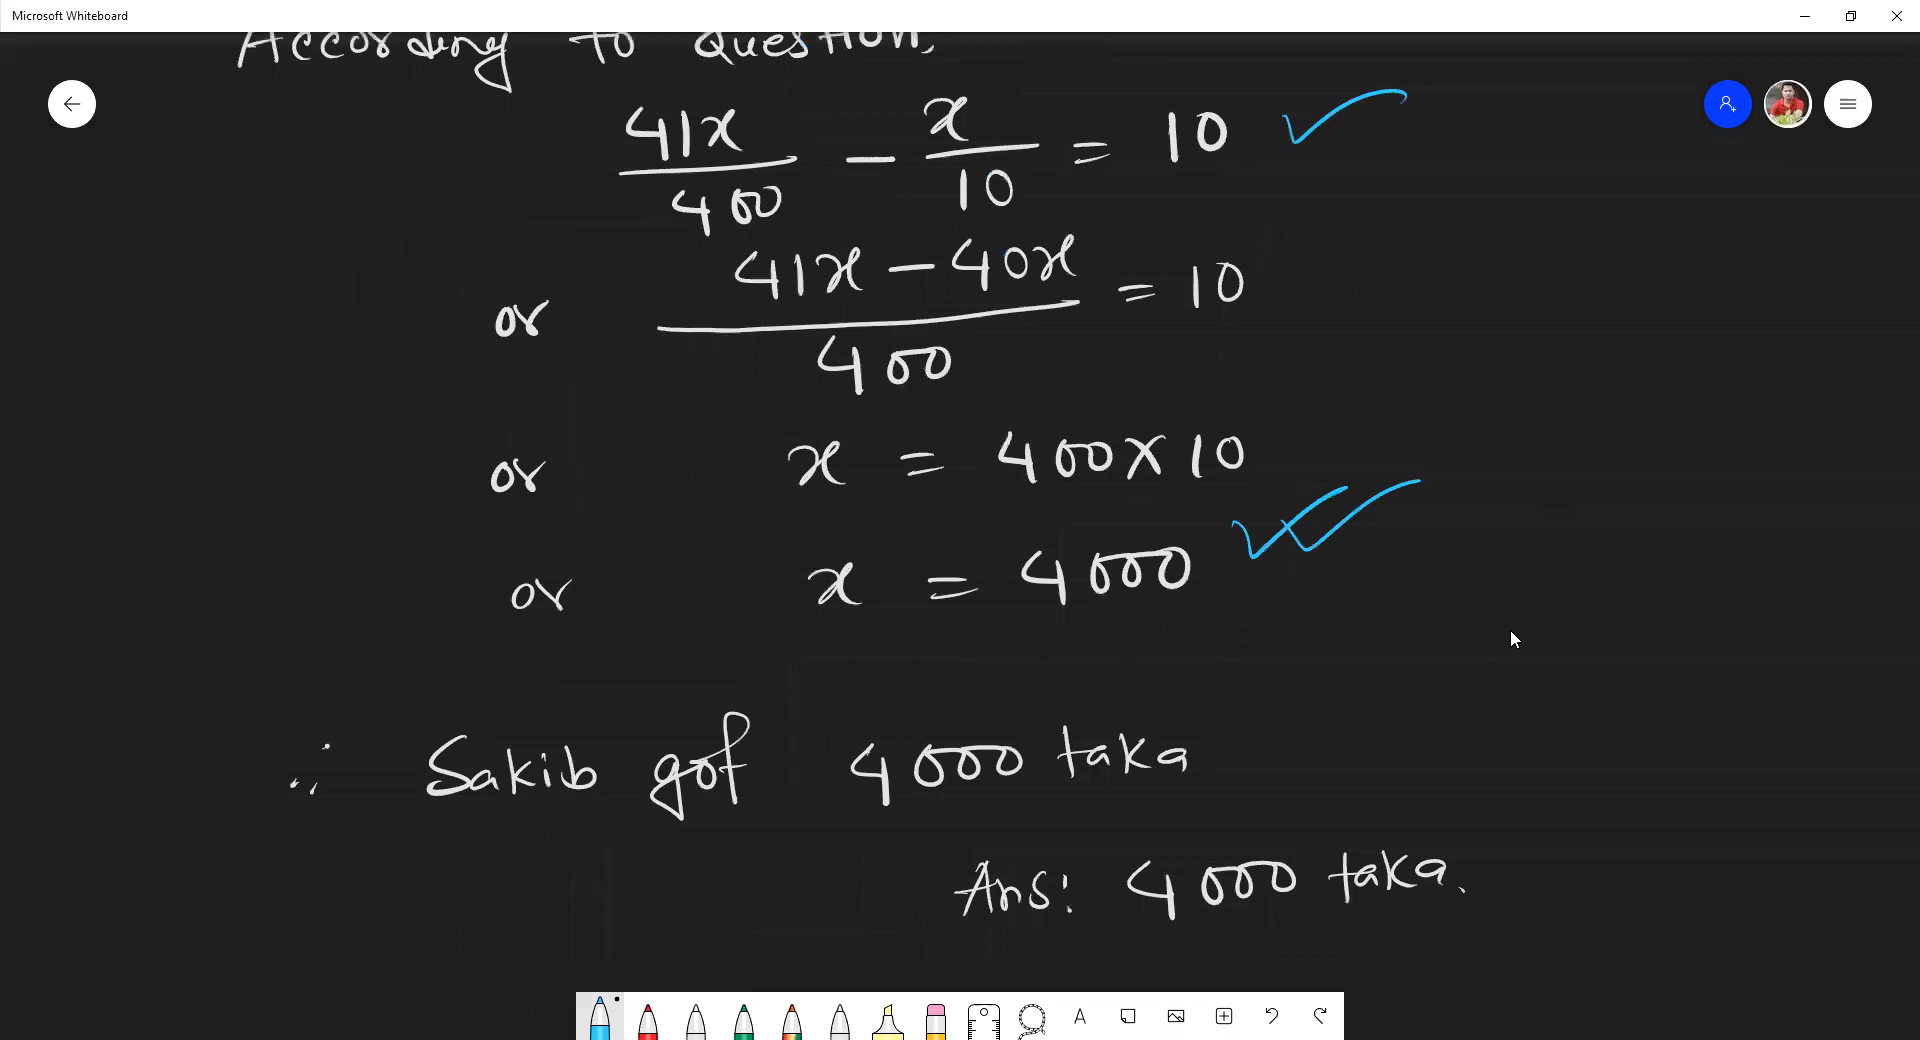 Microsoft Whiteboard
According to Question,
41x/400 − x/10 = 10
or (41x − 40x)/400 = 10
or x = 400 × 10
or x = 4000
∴ Sakib got 4000 taka
Ans: 4000 taka.